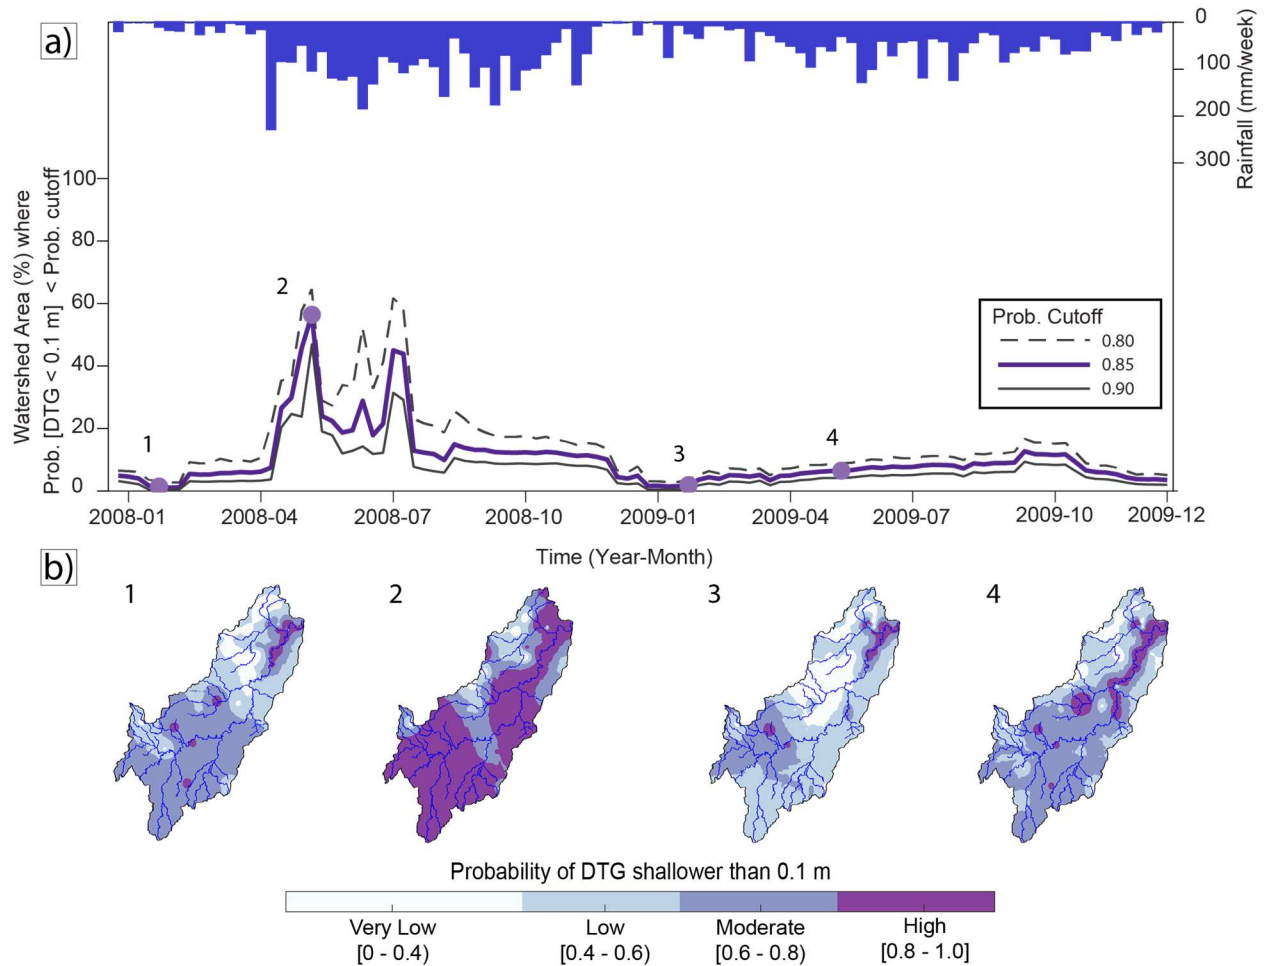 a)
0
100
200
300
Rainfall (mm/week)
Watershed Area (%) where
Prob. [DTG < 0.1 m] < Prob. cutoff
100
80
60
40
20
0
1
2
3
4
Prob. Cutoff
0.80
0.85
0.90
2008-01
2008-04
2008-07
2008-10
2009-01
2009-04
2009-07
2009-10
2009-12
Time (Year-Month)
b)
1
2
3
4
Probability of DTG shallower than 0.1 m
Very Low
[0 - 0.4)
Low
[0.4 - 0.6)
Moderate
[0.6 - 0.8)
High
[0.8 - 1.0]